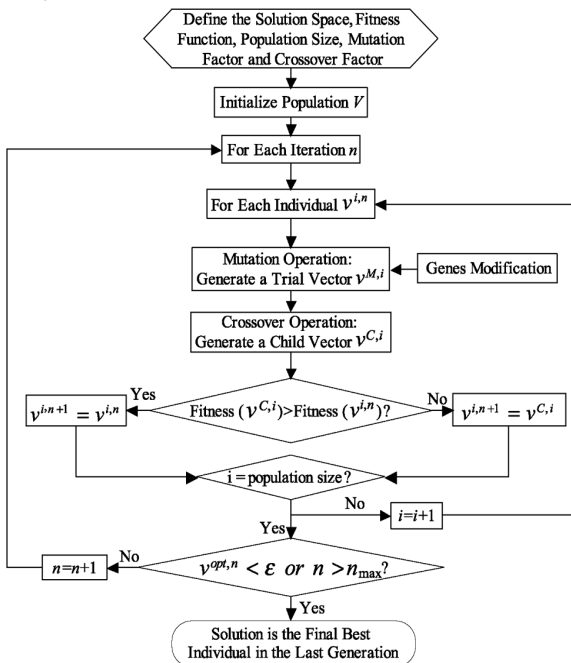 Define the Solution Space, Fitness
Function, Population Size, Mutation
Factor and Crossover Factor
Initialize Population V
For Each Iteration n
For Each Individual v^{i,n}
Mutation Operation:
Generate a Trial Vector v^{M,i}
Genes Modification
Crossover Operation:
Generate a Child Vector v^{C,i}
Yes
No
v^{i,n+1} = v^{i,n}
Fitness (v^{C,i})>Fitness (v^{i,n})?
v^{i,n+1} = v^{C,i}
i = population size?
No
i=i+1
Yes
No
n=n+1
v^{opt,n} < ε or n >n_{max}?
Yes
Solution is the Final Best
Individual in the Last Generation